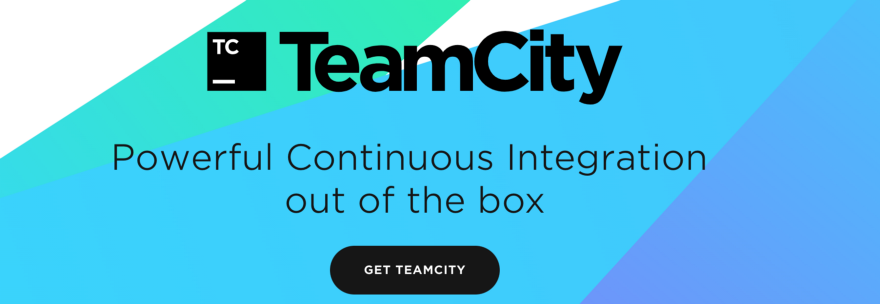 TC
TeamCity
Powerful Continuous Integration
out of the box
GET TEAMCITY